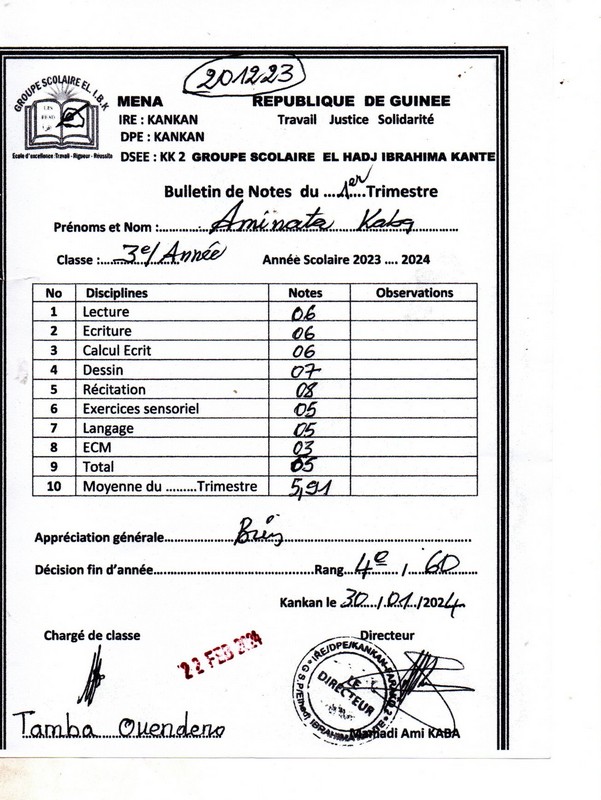 201223
GROUPE SCOLAIRE EL I.B.K
Ecole d'excellence :Travail - Rigueur - Réussite
MENA REPUBLIQUE DE GUINEE
IRE : KANKAN Travail Justice Solidarité
DPE : KANKAN
DSEE : KK 2 GROUPE SCOLAIRE EL HADJ IBRAHIMA KANTE
Bulletin de Notes du ...1er...Trimestre
Prénoms et Nom :.......... Aminata Kaba ..........
Classe :...3e/Année Année Scolaire 2023 .... 2024
No Disciplines Notes Observations
1 Lecture 06
2 Ecriture 06
3 Calcul Ecrit 06
4 Dessin 07
5 Récitation 08
6 Exercices sensoriel 05
7 Langage 05
8 ECM 03
9 Total 05
10 Moyenne du .........Trimestre 5,91
Appréciation générale.......... Bien ..........
Décision fin d'année..........Rang...4e.../...60...
Kankan le 30/01/2024
Chargé de classe Directeur
22 FEB 2024
IRE/DPE/KANKAN
LE DIRECTEUR
IBRAHIMA
Tamba Ouendeno Mamadi Ami KABA